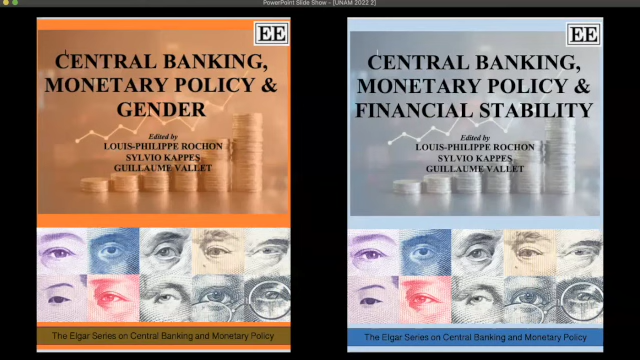 PowerPoint Slide Show - [UNAM 2022 2]
EE
CENTRAL BANKING,
MONETARY POLICY &
GENDER
Edited by
LOUIS-PHILIPPE ROCHON
SYLVIO KAPPES
GUILLAUME VALLET
The Elgar Series on Central Banking and Monetary Policy
EE
CENTRAL BANKING,
MONETARY POLICY &
FINANCIAL STABILITY
Edited by
LOUIS-PHILIPPE ROCHON
SYLVIO KAPPES
GUILLAUME VALLET
The Elgar Series on Central Banking and Monetary Policy